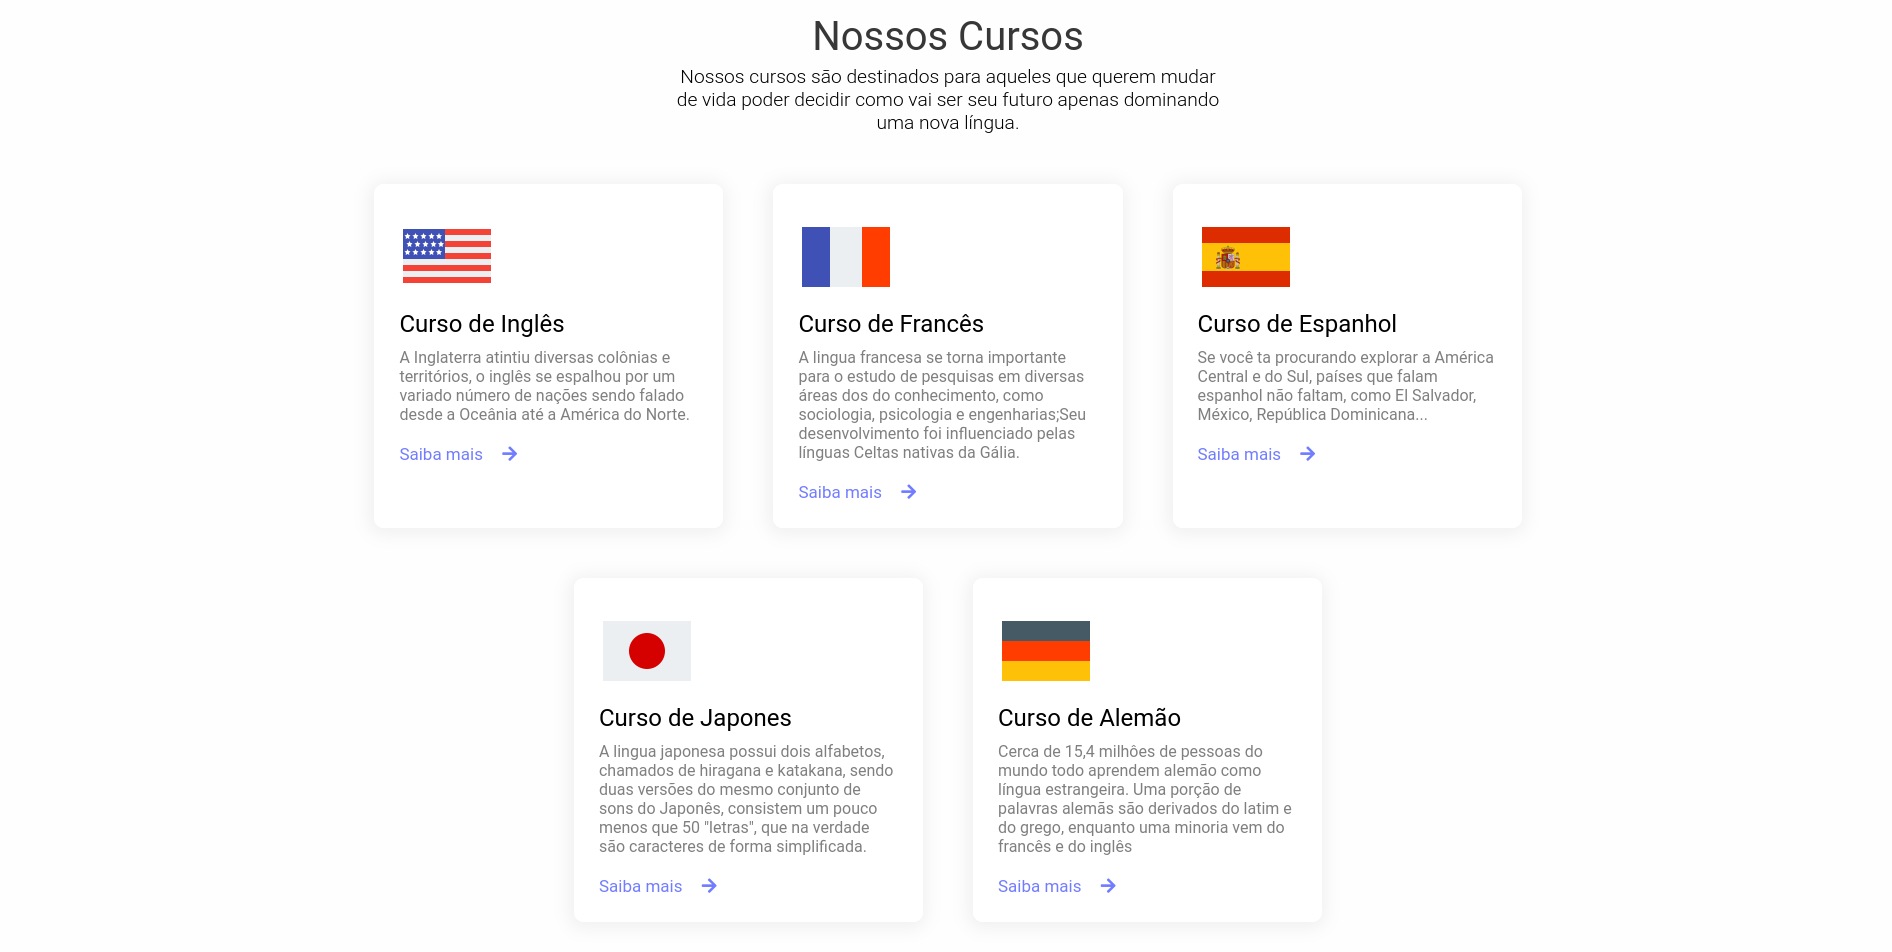 Nossos Cursos
Nossos cursos são destinados para aqueles que querem mudar
de vida poder decidir como vai ser seu futuro apenas dominando
uma nova língua.
Curso de Inglês
A Inglaterra atintiu diversas colônias e
territórios, o inglês se espalhou por um
variado número de nações sendo falado
desde a Oceânia até a América do Norte.
Saiba mais
Curso de Francês
A lingua francesa se torna importante
para o estudo de pesquisas em diversas
áreas dos do conhecimento, como
sociologia, psicologia e engenharias;Seu
desenvolvimento foi influenciado pelas
línguas Celtas nativas da Gália.
Saiba mais
Curso de Espanhol
Se você ta procurando explorar a América
Central e do Sul, países que falam
espanhol não faltam, como El Salvador,
México, República Dominicana...
Saiba mais
Curso de Japones
A lingua japonesa possui dois alfabetos,
chamados de hiragana e katakana, sendo
duas versões do mesmo conjunto de
sons do Japonês, consistem um pouco
menos que 50 "letras", que na verdade
são caracteres de forma simplificada.
Saiba mais
Curso de Alemão
Cerca de 15,4 milhões de pessoas do
mundo todo aprendem alemão como
língua estrangeira. Uma porção de
palavras alemãs são derivados do latim e
do grego, enquanto uma minoria vem do
francês e do inglês
Saiba mais